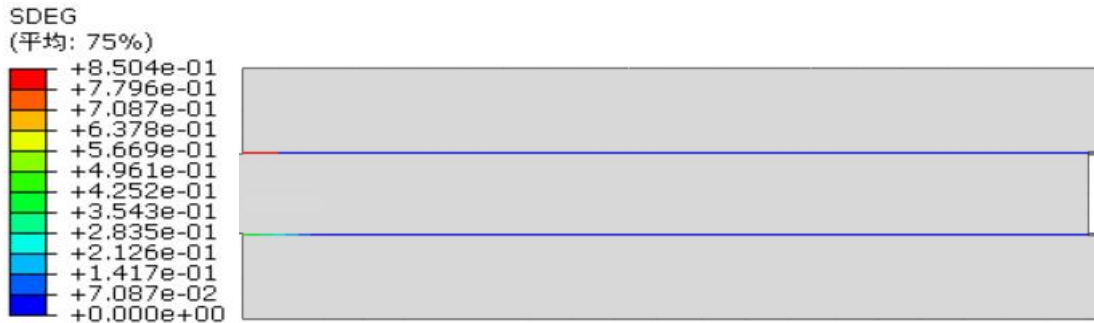 SDEG
(平均: 75%)
+8.504e-01
+7.796e-01
+7.087e-01
+6.378e-01
+5.669e-01
+4.961e-01
+4.252e-01
+3.543e-01
+2.835e-01
+2.126e-01
+1.417e-01
+7.087e-02
+0.000e+00